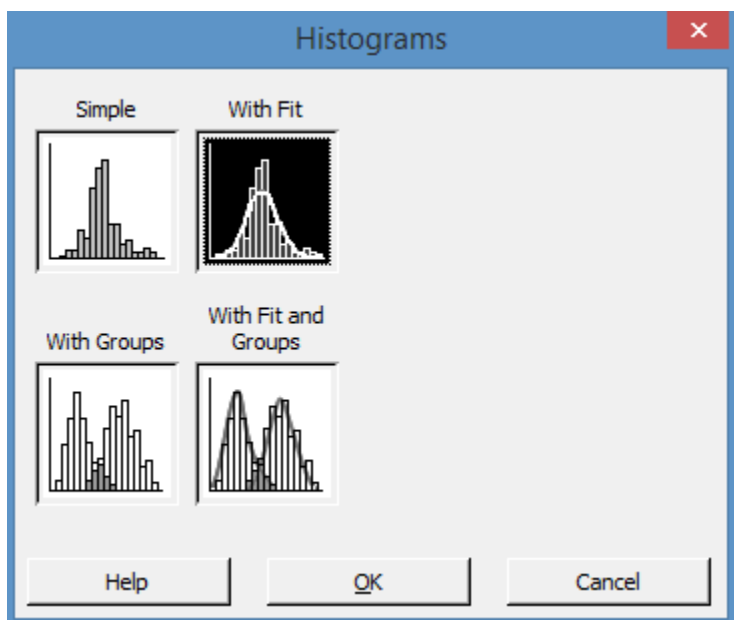 Histograms
Simple
With Fit
With Groups
With Fit and
Groups
Help
OK
Cancel